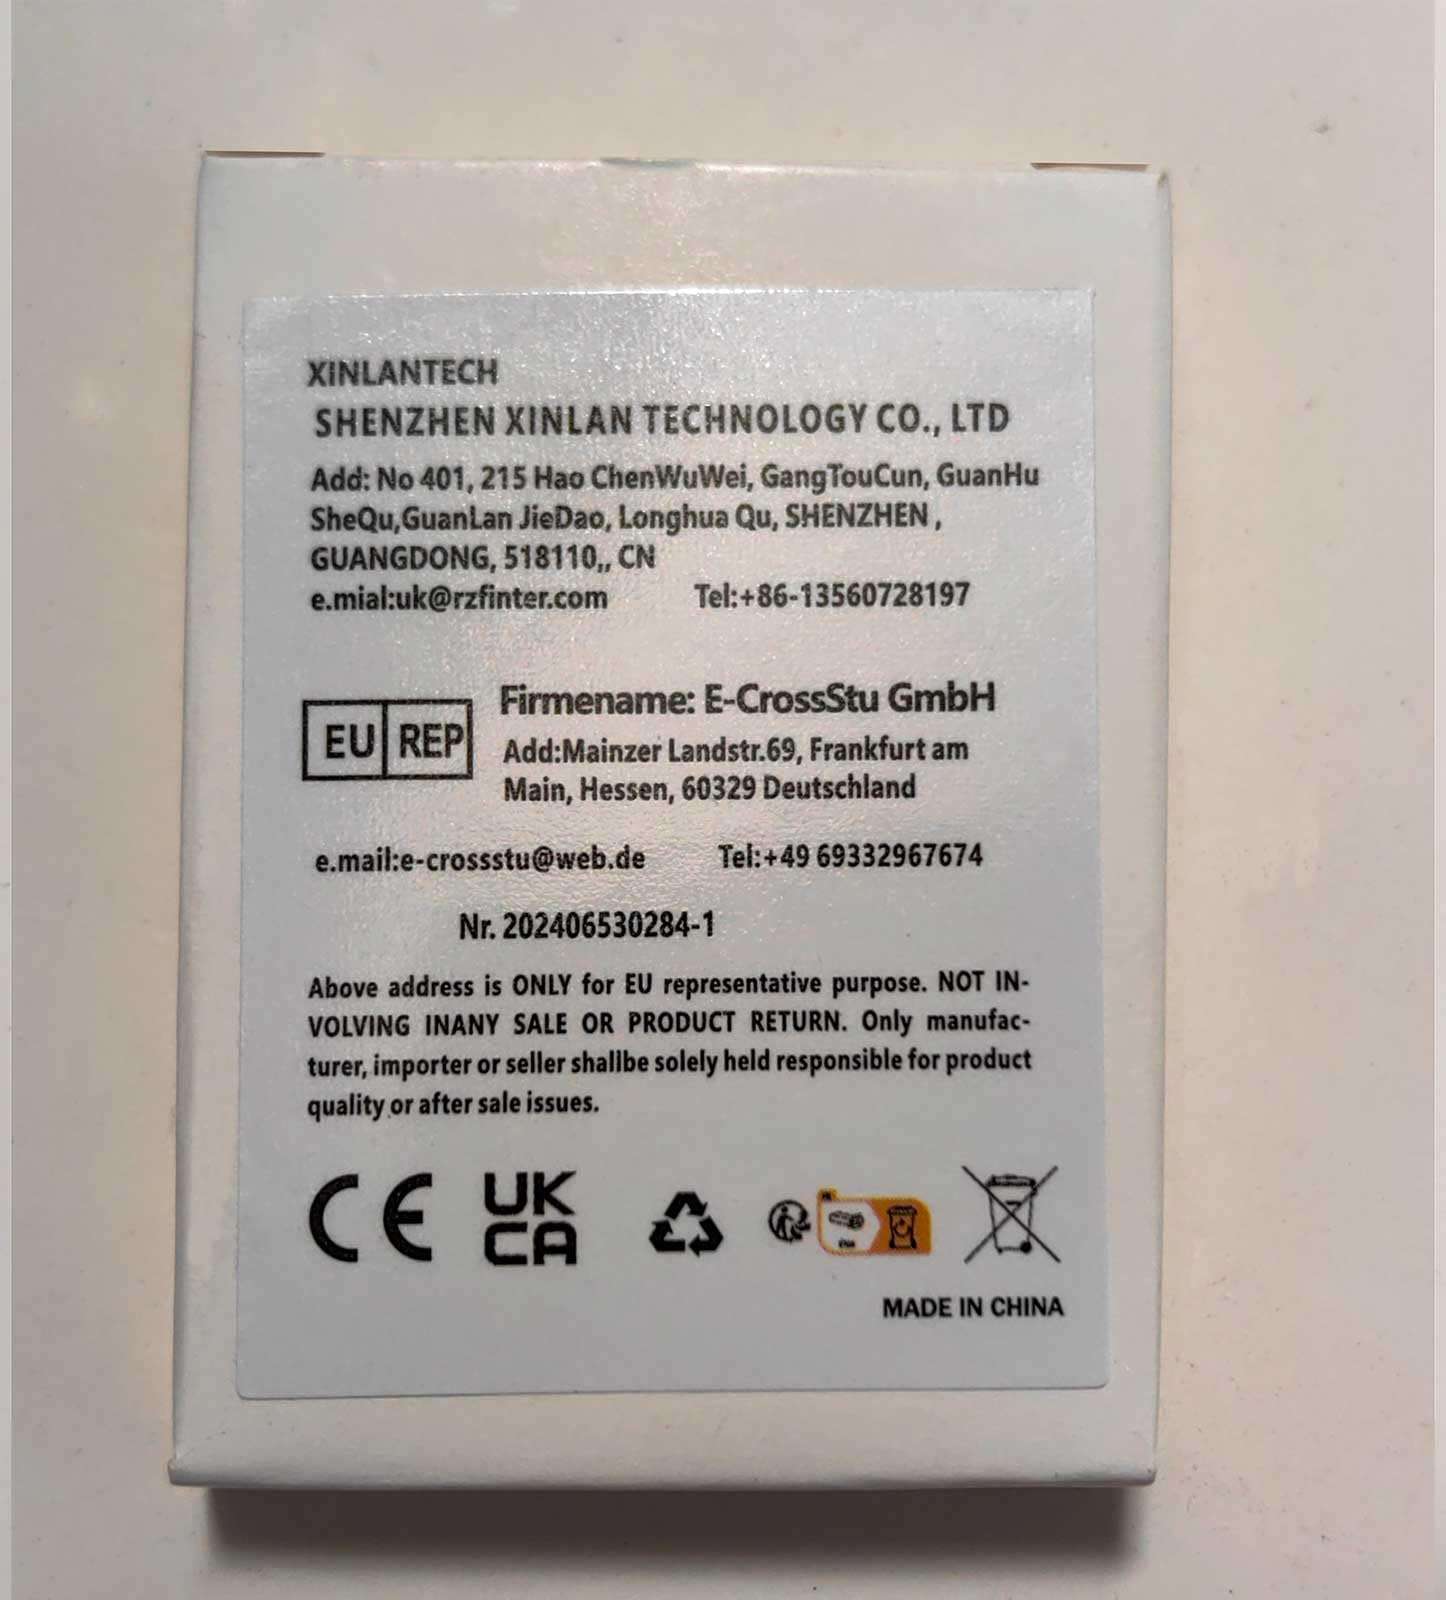 XINLANTECH
SHENZHEN XINLAN TECHNOLOGY CO., LTD
Add: No 401, 215 Hao ChenWuWei, GangTouCun, GuanHu
SheQu,GuanLan JieDao, Longhua Qu, SHENZHEN ,
GUANGDONG, 518110,, CN
e.mial:uk@rzfinter.com Tel:+86-13560728197
EU REP
Firmename: E-CrossStu GmbH
Add:Mainzer Landstr.69, Frankfurt am
Main, Hessen, 60329 Deutschland
e.mail:e-crossstu@web.de Tel:+49 69332967674
Nr. 202406530284-1
Above address is ONLY for EU representative purpose. NOT IN-
VOLVING INANY SALE OR PRODUCT RETURN. Only manufac-
turer, importer or seller shallbe solely held responsible for product
quality or after sale issues.
CE UK
CA
MADE IN CHINA